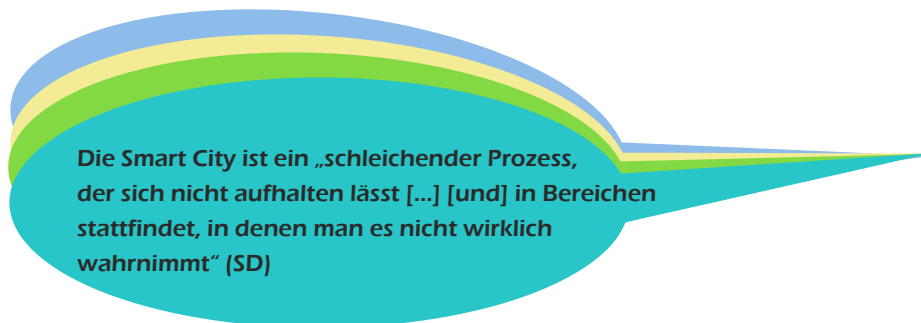 Die Smart City ist ein „schleichender Prozess,
der sich nicht aufhalten lässt [...] [und] in Bereichen
stattfindet, in denen man es nicht wirklich
wahrnimmt“ (SD)